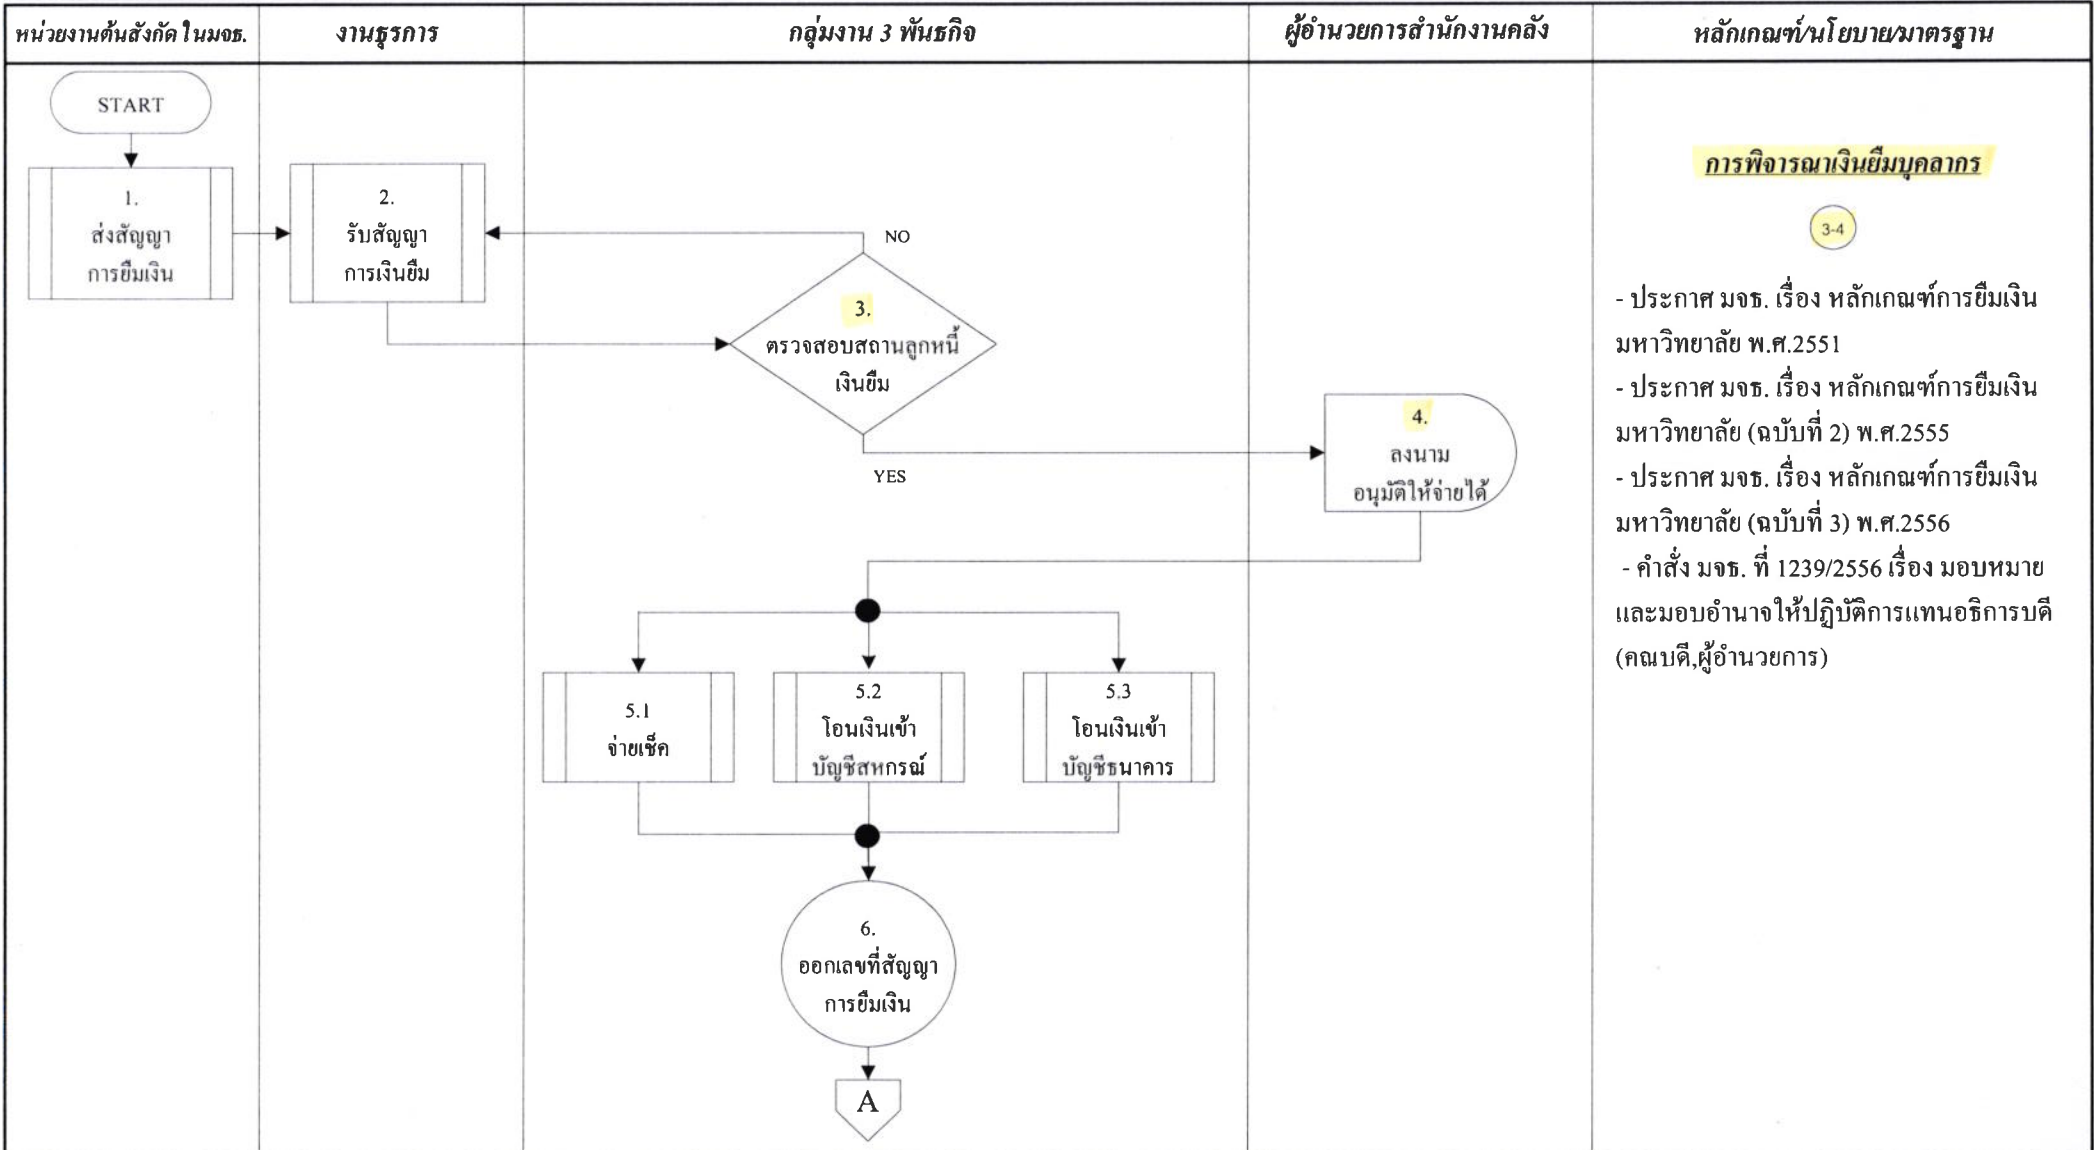 หน่วยงานต้นสังกัด ในมจธ.
งานธุรการ
กลุ่มงาน 3 พันธกิจ
ผู้อำนวยการสำนักงานคลัง
หลักเกณฑ์/นโยบาย/มาตรฐาน
START
1.
ส่งสัญญา
การยืมเงิน
2.
รับสัญญา
การเงินยืม
NO
3.
ตรวจสอบสถานลูกหนี้
เงินยืม
YES
4.
ลงนาม
อนุมัติให้จ่ายได้
5.1
จ่ายเช็ค
5.2
โอนเงินเข้า
บัญชีสหกรณ์
5.3
โอนเงินเข้า
บัญชีธนาคาร
6.
ออกเลขที่สัญญา
การยืมเงิน
A
การพิจารณาเงินยืมบุคลากร
3-4
- ประกาศ มจธ. เรื่อง หลักเกณฑ์การยืมเงิน
มหาวิทยาลัย พ.ศ.2551
- ประกาศ มจธ. เรื่อง หลักเกณฑ์การยืมเงิน
มหาวิทยาลัย (ฉบับที่ 2) พ.ศ.2555
- ประกาศ มจธ. เรื่อง หลักเกณฑ์การยืมเงิน
มหาวิทยาลัย (ฉบับที่ 3) พ.ศ.2556
- คำสั่ง มจธ. ที่ 1239/2556 เรื่อง มอบหมาย
และมอบอำนาจให้ปฏิบัติการแทนอธิการบดี
(คณบดี,ผู้อำนวยการ)